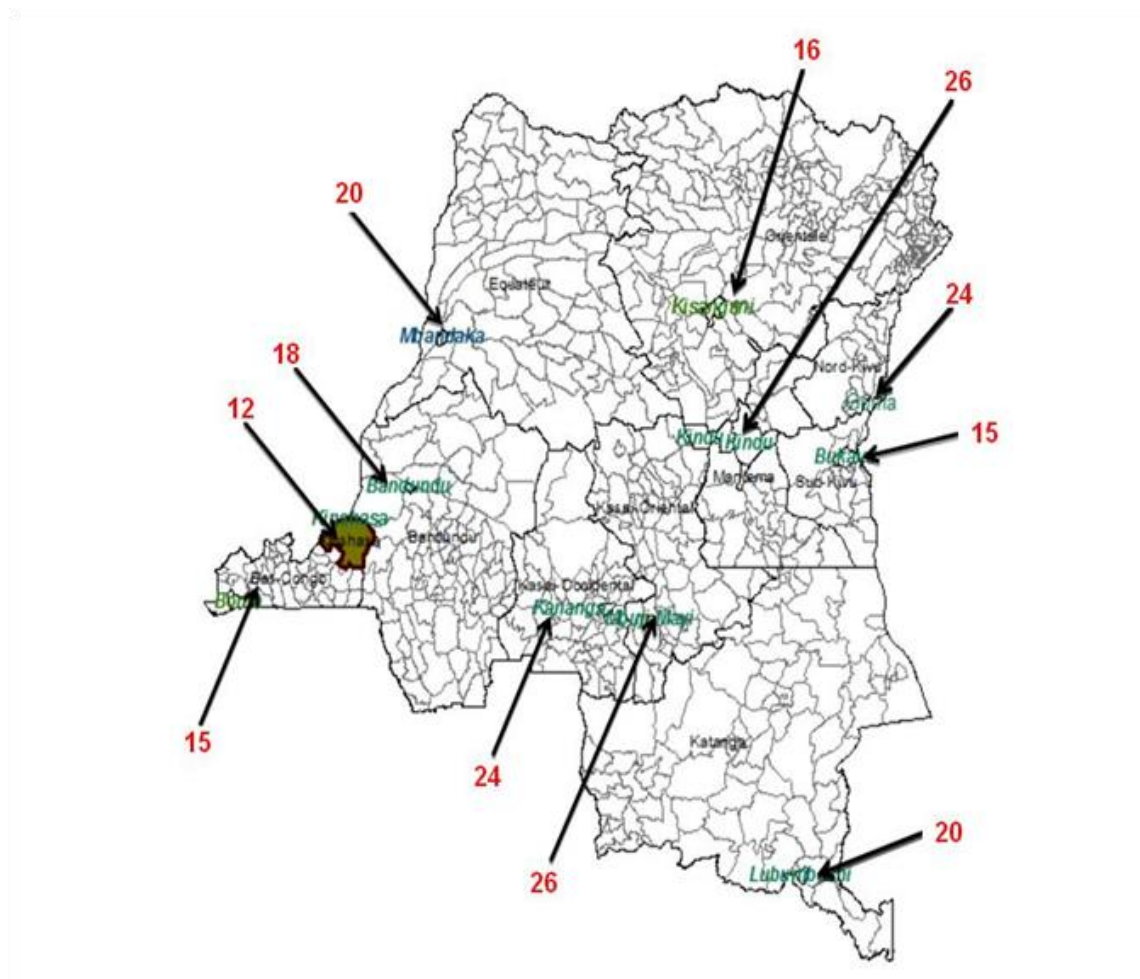 16
26
20
Orientale
Equateur
24
Kisangani
Mbandaka
18
Nord-Kivu
12
Goma
Kindu Kindu
15
Bukavu
Bandundu
Maniema
Sud-Kivu
Kasai-Oriental
Kinshasa
Bandundu
Kinshasa
Bas-Congo
Kasai-Occidental
Boma
Kananga
Mbuji-Mayi
15
Katanga
24
20
Lubumbashi
26